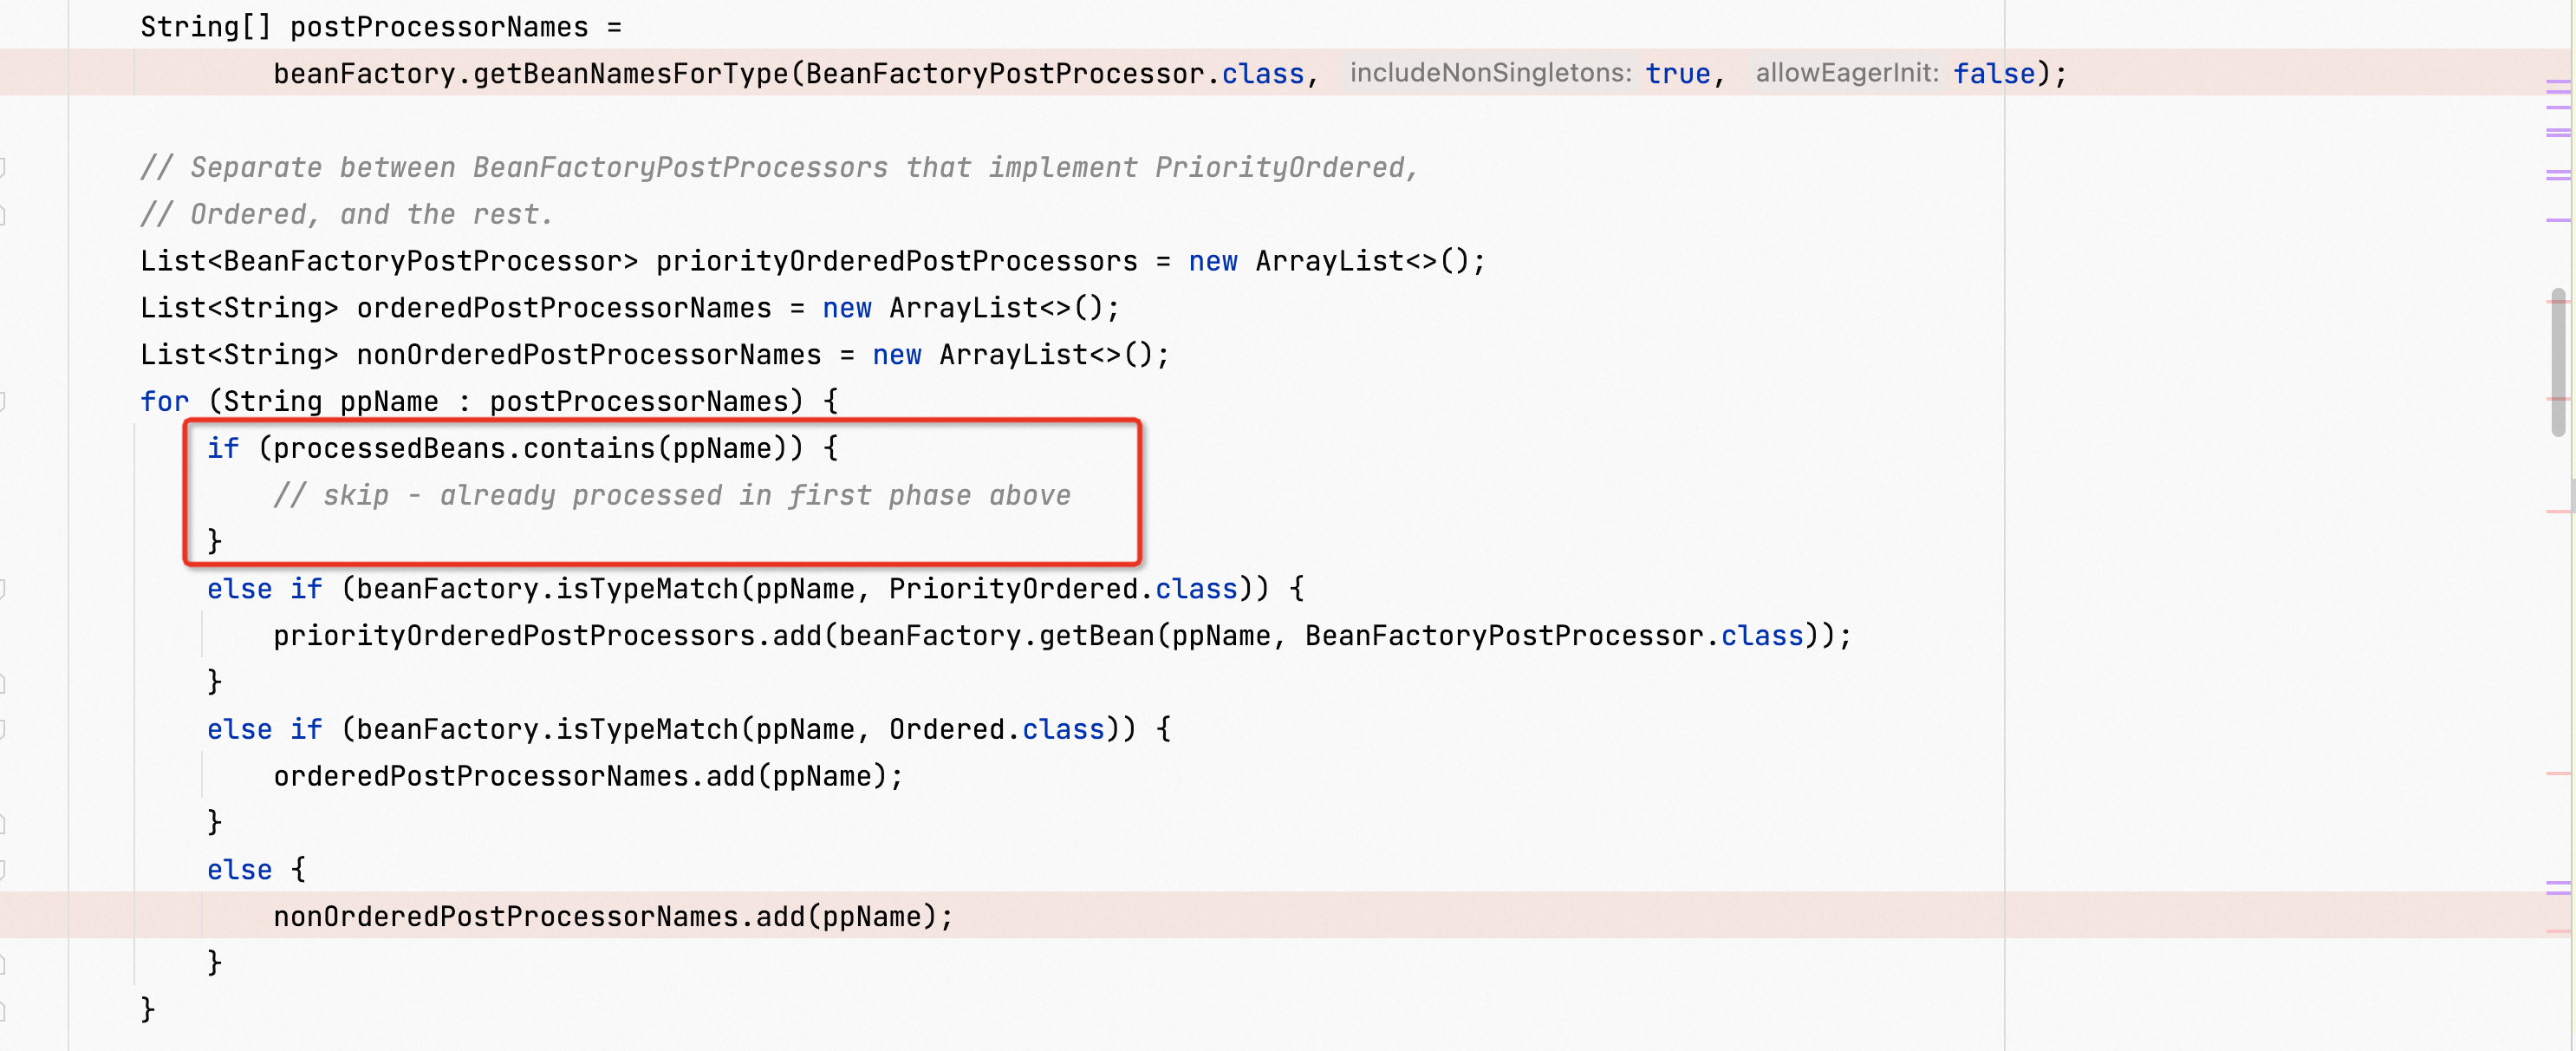 String[] postProcessorNames =
beanFactory.getBeanNamesForType(BeanFactoryPostProcessor.class, includeNonSingletons: true, allowEagerInit: false);
// Separate between BeanFactoryPostProcessors that implement PriorityOrdered,
// Ordered, and the rest.
List<BeanFactoryPostProcessor> priorityOrderedPostProcessors = new ArrayList<>();
List<String> orderedPostProcessorNames = new ArrayList<>();
List<String> nonOrderedPostProcessorNames = new ArrayList<>();
for (String ppName : postProcessorNames) {
if (processedBeans.contains(ppName)) {
// skip - already processed in first phase above
}
else if (beanFactory.isTypeMatch(ppName, PriorityOrdered.class)) {
priorityOrderedPostProcessors.add(beanFactory.getBean(ppName, BeanFactoryPostProcessor.class));
}
else if (beanFactory.isTypeMatch(ppName, Ordered.class)) {
orderedPostProcessorNames.add(ppName);
}
else {
nonOrderedPostProcessorNames.add(ppName);
}
}